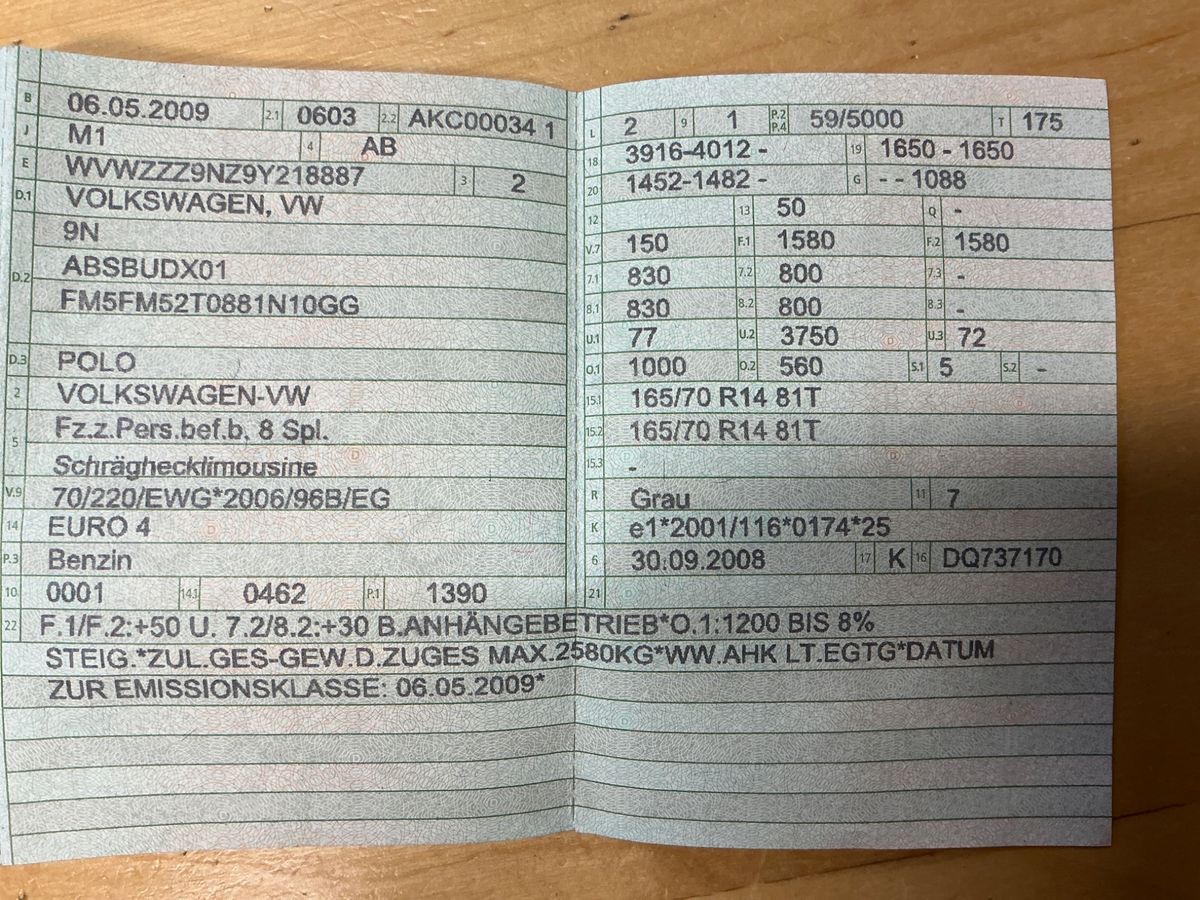 B 06.05.2009 2.1 0603 2.2 AKC00034 1
J M1 4 AB
E WVWZZZ9NZ9Y218887 3 2
D.1 VOLKSWAGEN, VW
9N
D.2 ABSBUDX01
FM5FM52T0881N10GG
D.3 POLO
2 VOLKSWAGEN-VW
5 Fz.z.Pers.bef.b. 8 Spl.
Schräghecklimousine
V.9 70/220/EWG*2006/96B/EG
14 EURO 4
P.3 Benzin
10 0001 14.1 0462 P.1 1390
L 2 9 1 P.2 P.4 59/5000 T 175
18 3916-4012 - 19 1650 - 1650
20 1452-1482 - G - - 1088
12 13 50 Q -
V.7 150 F.1 1580 F.2 1580
7.1 830 7.2 800 7.3 -
8.1 830 8.2 800 8.3 -
U.1 77 U.2 3750 U.3 72
O.1 1000 O.2 560 S.1 5 S.2 -
15.1 165/70 R14 81T
15.2 165/70 R14 81T
15.3 -
R Grau 11 7
K e1*2001/116*0174*25
6 30.09.2008 17 K 16 DQ737170
21
22 F.1/F.2:+50 U. 7.2/8.2:+30 B.ANHÄNGEBETRIEB*O.1:1200 BIS 8%
STEIG.*ZUL.GES-GEW.D.ZUGES MAX.2580KG*WW.AHK LT.EGTG*DATUM
ZUR EMISSIONSKLASSE: 06.05.2009*